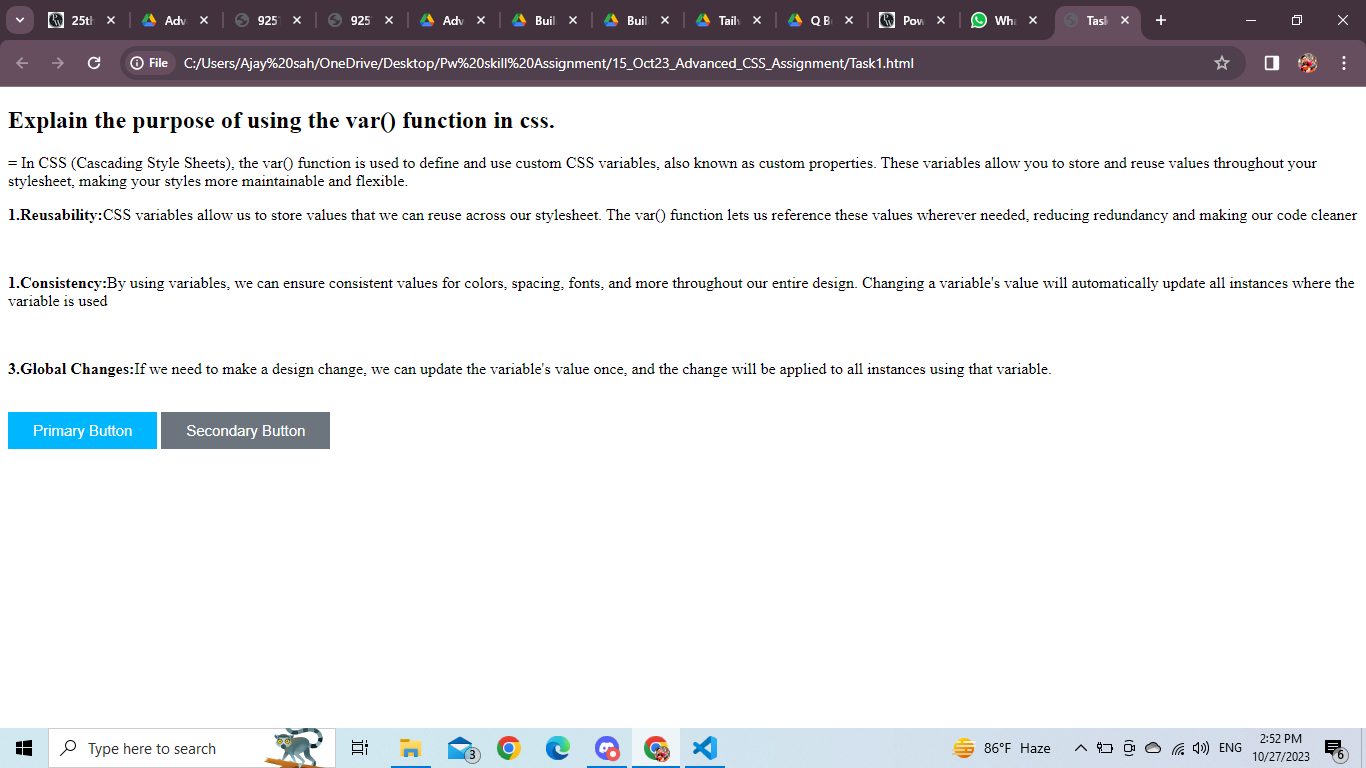 25th
Adv
925
925
Adv
Buil
Buil
Tail
Q B
Pow
Wh
Task
File
C:/Users/Ajay%20sah/OneDrive/Desktop/Pw%20skill%20Assignment/15_Oct23_Advanced_CSS_Assignment/Task1.html
Explain the purpose of using the var() function in css.
= In CSS (Cascading Style Sheets), the var() function is used to define and use custom CSS variables, also known as custom properties. These variables allow you to store and reuse values throughout your
stylesheet, making your styles more maintainable and flexible.
1.Reusability:CSS variables allow us to store values that we can reuse across our stylesheet. The var() function lets us reference these values wherever needed, reducing redundancy and making our code cleaner
1.Consistency:By using variables, we can ensure consistent values for colors, spacing, fonts, and more throughout our entire design. Changing a variable's value will automatically update all instances where the
variable is used
3.Global Changes:If we need to make a design change, we can update the variable's value once, and the change will be applied to all instances using that variable.
Primary Button
Secondary Button
Type here to search
3
86°F Haze
ENG
2:52 PM
10/27/2023
6